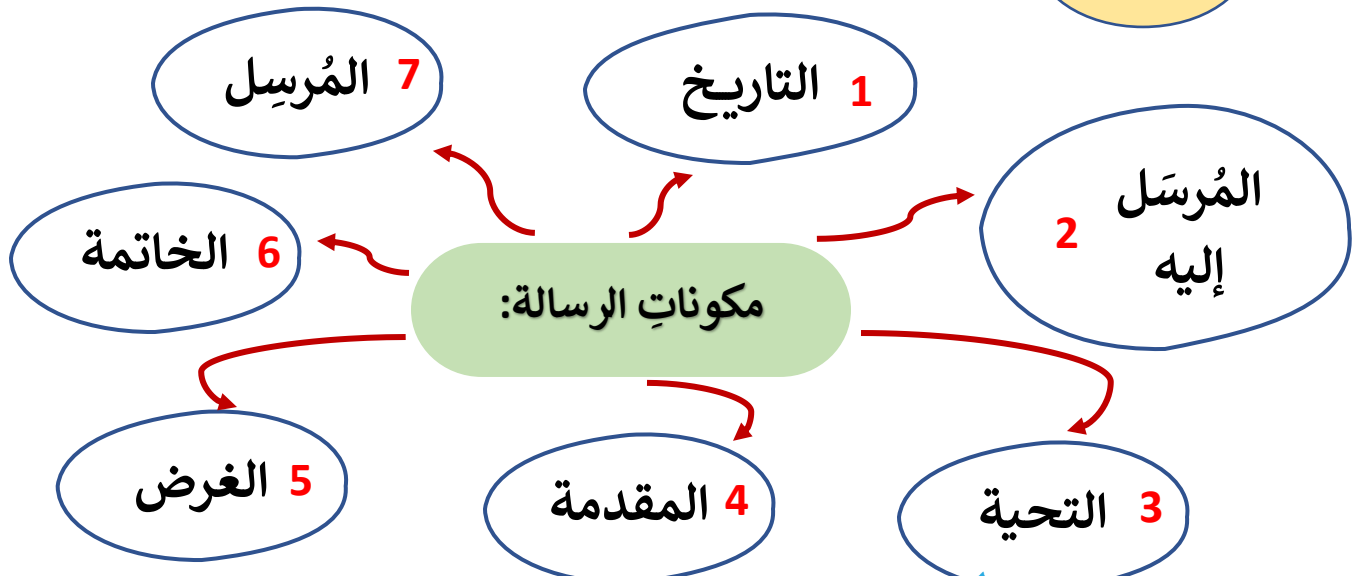 مكوناتِ الرسالة:
1 التاريخ
2 المُرسَل
إليه
3 التحية
4 المقدمة
5 الغرض
6 الخاتمة
7 المُرسِل